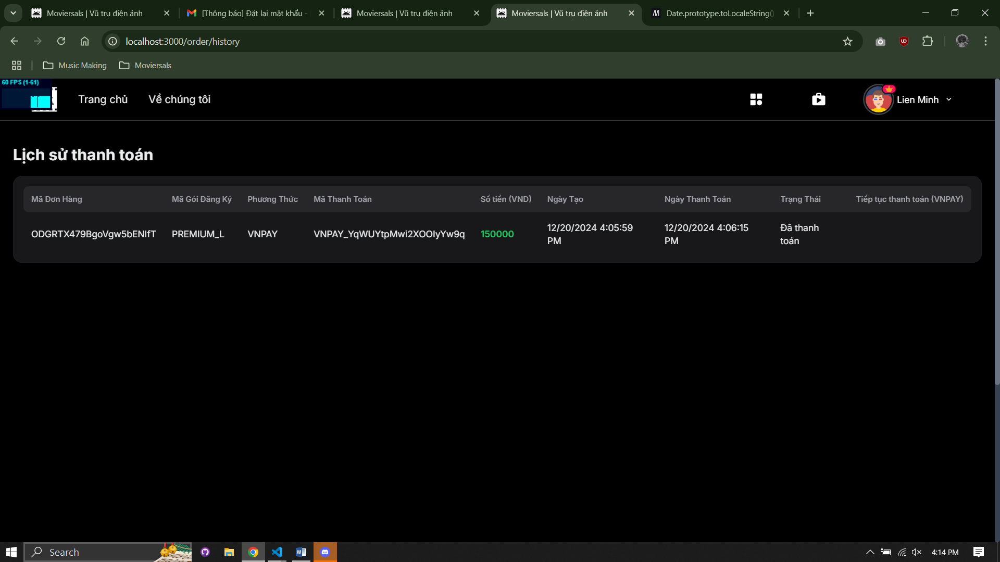 Moviersals | Vũ trụ điện ảnh
[Thông báo] Đặt lại mật khẩu -
Moviersals | Vũ trụ điện ảnh
Moviersals | Vũ trụ điện ảnh
Date.prototype.toLocaleString()
localhost:3000/order/history
Music Making
Moviersals
60 FPS (1-61)
Trang chủ
Về chúng tôi
Lien Minh
Lịch sử thanh toán
Mã Đơn Hàng
Mã Gói Đăng Ký
Phương Thức
Mã Thanh Toán
Số tiền (VND)
Ngày Tạo
Ngày Thanh Toán
Trạng Thái
Tiếp tục thanh toán (VNPAY)
ODGRTX479BgoVgw5bENlfT
PREMIUM_L
VNPAY
VNPAY_YqWUYtpMwi2XOOlyYw9q
150000
12/20/2024 4:05:59
PM
12/20/2024 4:06:15
PM
Đã thanh
toán
Search
4:14 PM